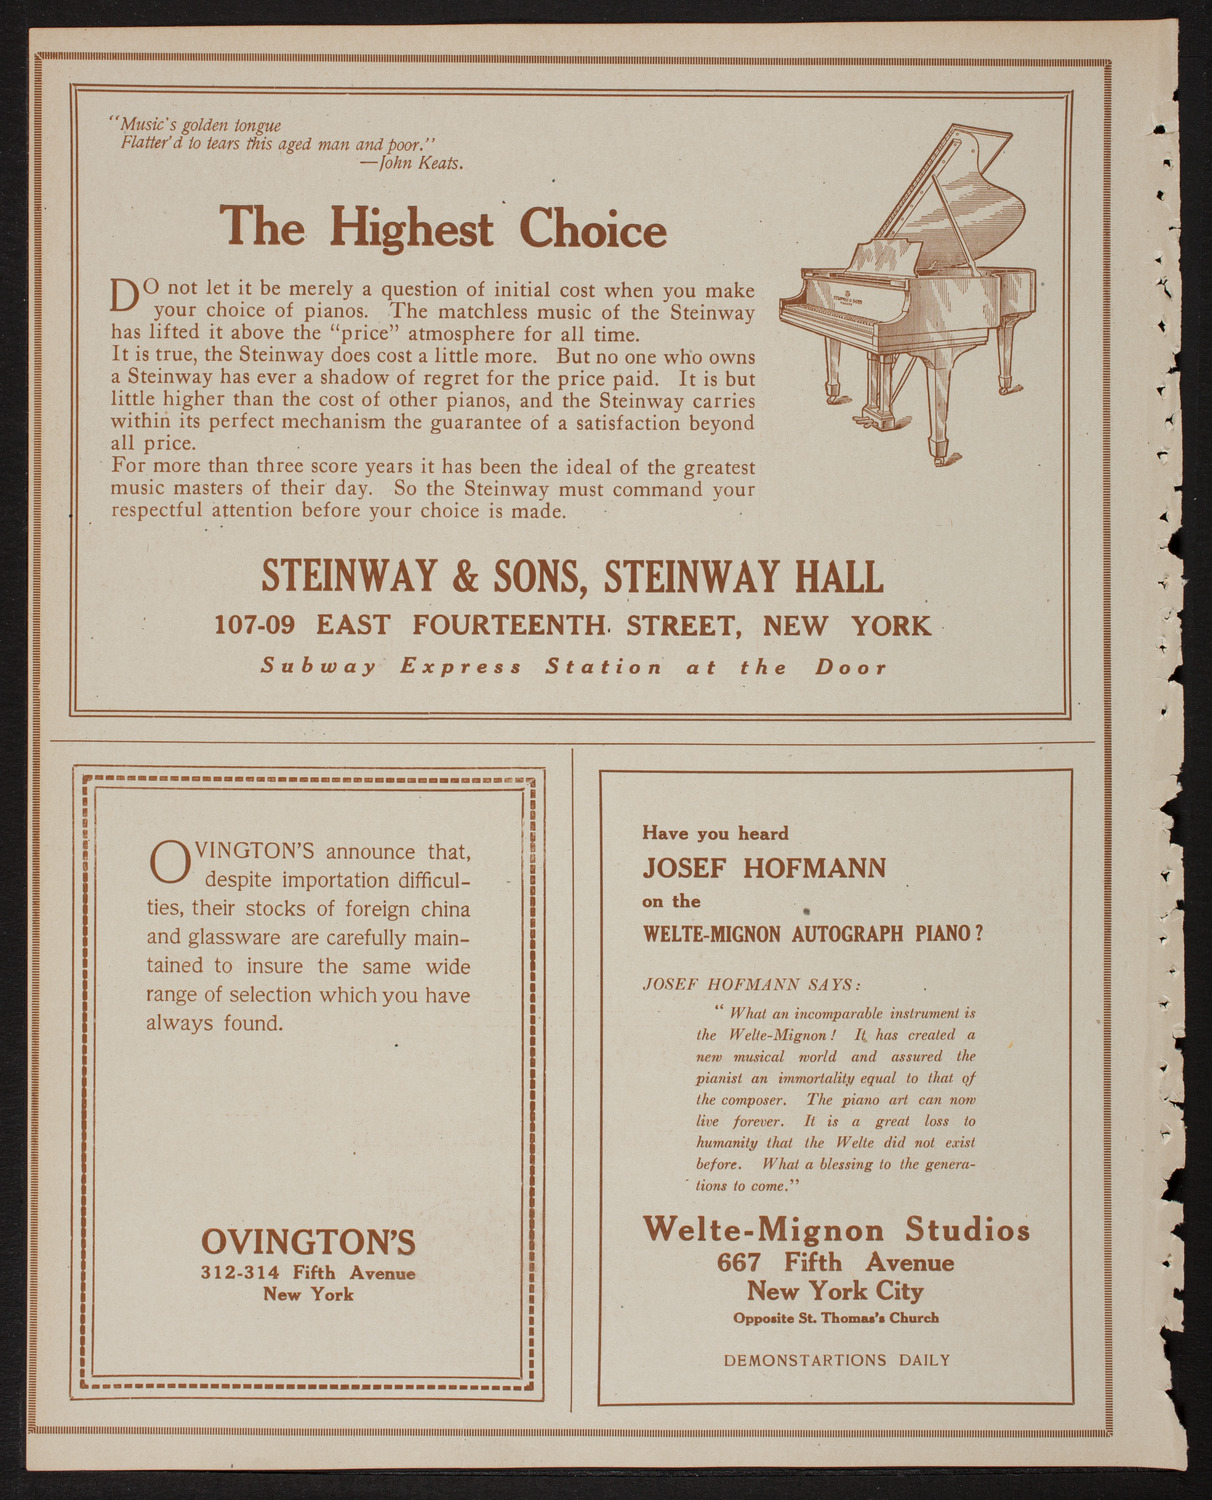 “Music's golden tongue
Flatter'd to tears this aged man and poor.”
—John Keats.
The Highest Choice
DO not let it be merely a question of initial cost when you make
your choice of pianos. The matchless music of the Steinway
has lifted it above the “price” atmosphere for all time.
It is true, the Steinway does cost a little more. But no one who owns
a Steinway has ever a shadow of regret for the price paid. It is but
little higher than the cost of other pianos, and the Steinway carries
within its perfect mechanism the guarantee of a satisfaction beyond
all price.
For more than three score years it has been the ideal of the greatest
music masters of their day. So the Steinway must command your
respectful attention before your choice is made.
STEINWAY & SONS, STEINWAY HALL
107-09 EAST FOURTEENTH STREET, NEW YORK
Subway Express Station at the Door
OVINGTON'S announce that,
despite importation difficul-
ties, their stocks of foreign china
and glassware are carefully main-
tained to insure the same wide
range of selection which you have
always found.
OVINGTON'S
312-314 Fifth Avenue
New York
Have you heard
JOSEF HOFMANN
on the
WELTE-MIGNON AUTOGRAPH PIANO?
JOSEF HOFMANN SAYS:
“ What an incomparable instrument is
the Welte-Mignon! It has created a
new musical world and assured the
pianist an immortality equal to that of
the composer. The piano art can now
live forever. It is a great loss to
humanity that the Welte did not exist
before. What a blessing to the genera-
tions to come.”
Welte-Mignon Studios
667 Fifth Avenue
New York City
Opposite St. Thomas's Church
DEMONSTARTIONS DAILY